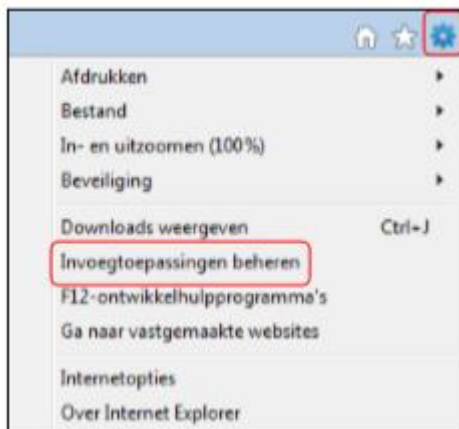 Afdrukken
Bestand
In- en uitzoomen (100%)
Beveiliging
Downloads weergeven Ctrl+J
Invoegtoepassingen beheren
F12-ontwikkelhulpprogramma's
Ga naar vastgemaakte websites
Internetopties
Over Internet Explorer